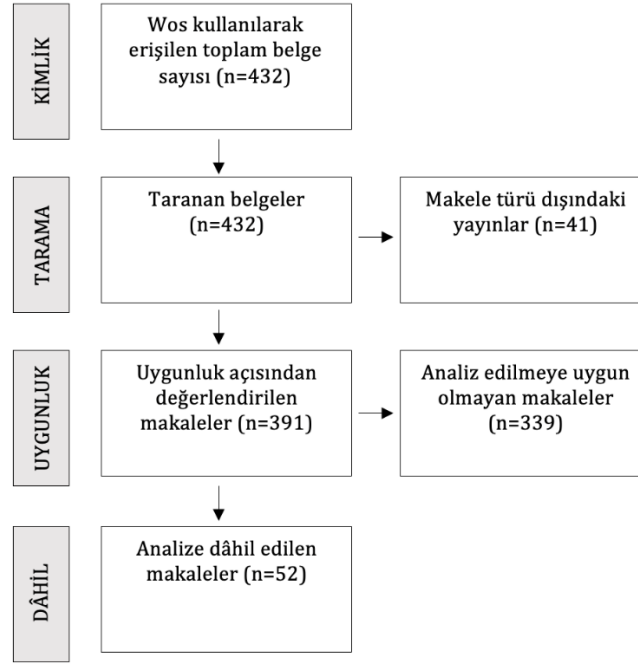 KİMLİK
Wos kullanılarak
erişilen toplam belge
sayısı (n=432)
TARAMA
Taranan belgeler
(n=432)
Makele türü dışındaki
yayınlar (n=41)
UYGUNLUK
Uygunluk açısından
değerlendirilen
makaleler (n=391)
Analiz edilmeye uygun
olmayan makaleler
(n=339)
DÂHİL
Analize dâhil edilen
makaleler (n=52)